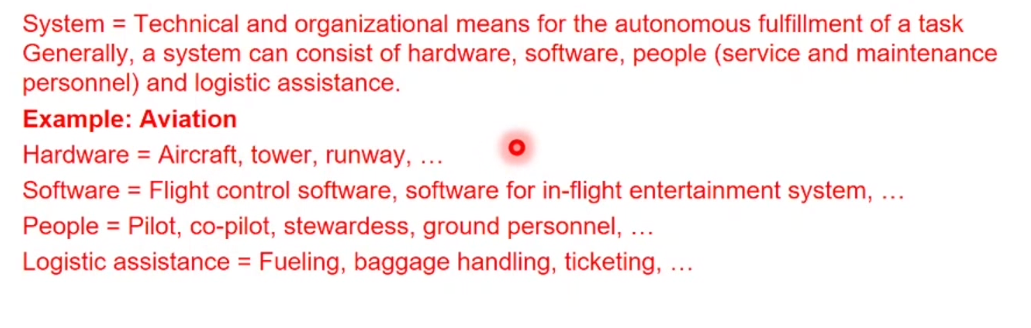 System = Technical and organizational means for the autonomous fulfillment of a task
Generally, a system can consist of hardware, software, people (service and maintenance
personnel) and logistic assistance.
Example: Aviation
Hardware = Aircraft, tower, runway, …
Software = Flight control software, software for in-flight entertainment system, …
People = Pilot, co-pilot, stewardess, ground personnel, …
Logistic assistance = Fueling, baggage handling, ticketing, …